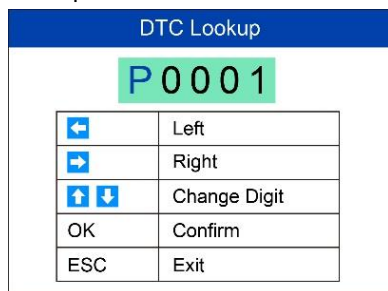 DTC Lookup
P0001
Left
Right
Change Digit
OK Confirm
ESC Exit